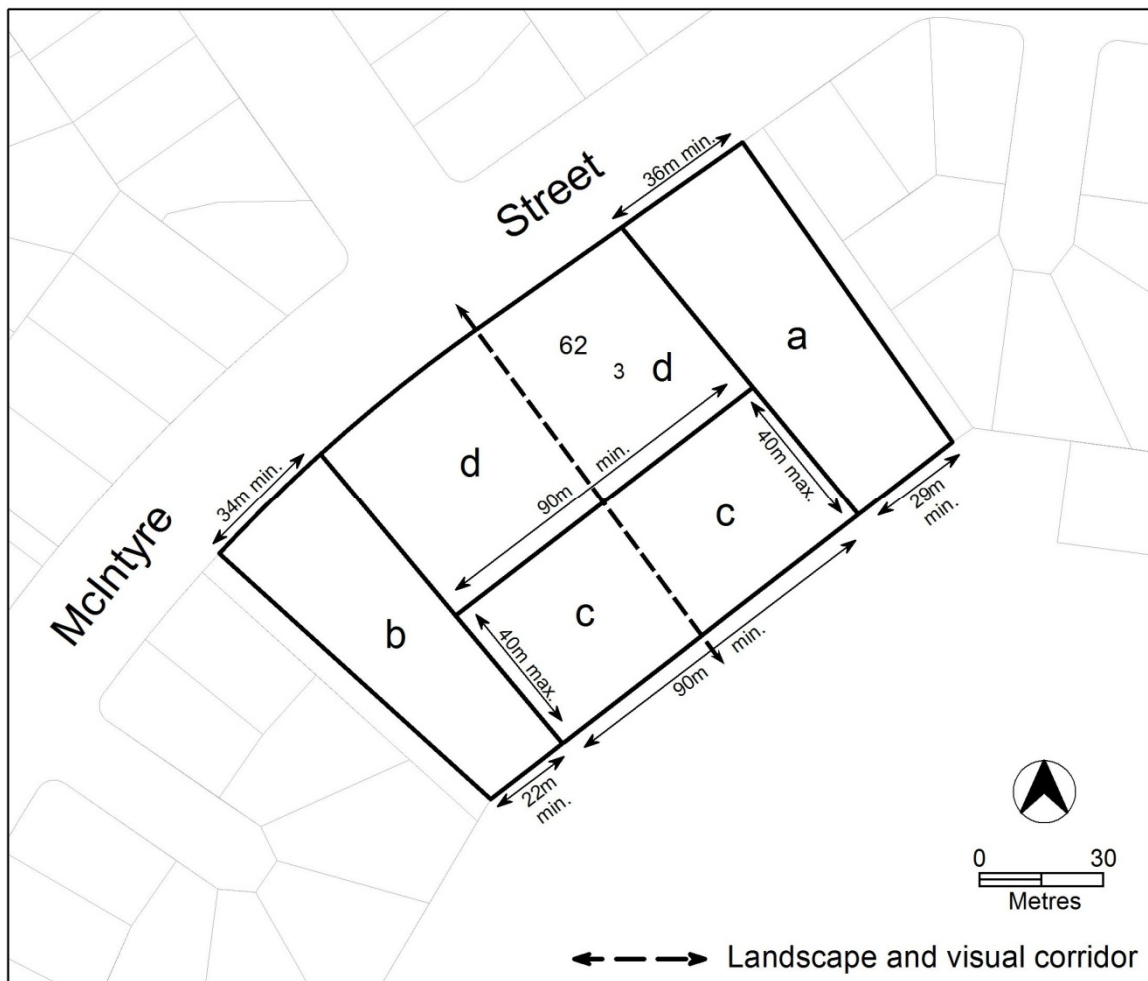 36m min.
Street
a
62
3
d
90m min.
40m max.
d
c
34m min.
29m
min.
McIntyre
c
b
40m max.
90m min.
22m
min.
0 30
Metres
Landscape and visual corridor